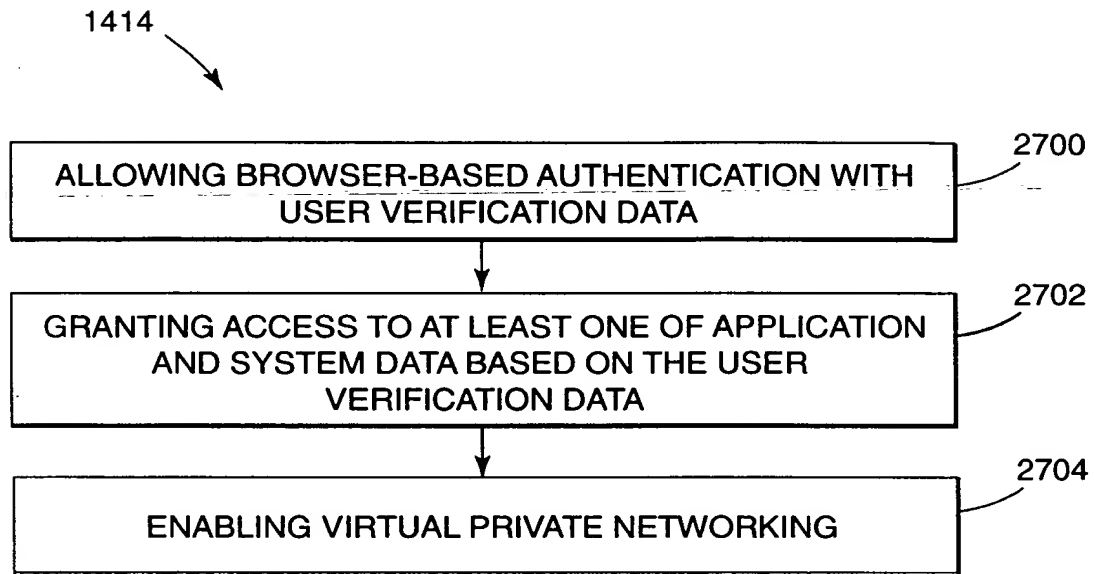 1414
2700
ALLOWING BROWSER-BASED AUTHENTICATION WITH
USER VERIFICATION DATA
2702
GRANTING ACCESS TO AT LEAST ONE OF APPLICATION
AND SYSTEM DATA BASED ON THE USER
VERIFICATION DATA
2704
ENABLING VIRTUAL PRIVATE NETWORKING